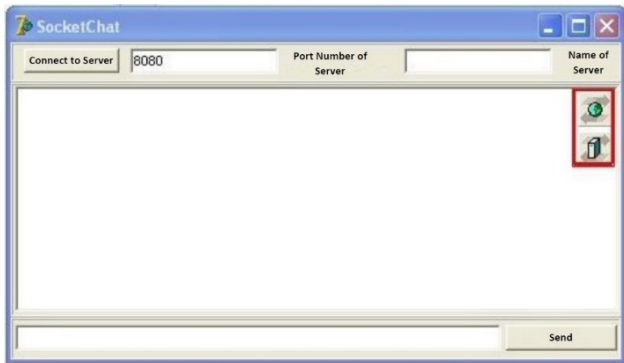 SocketChat
Connect to Server
8080
Port Number of
Server
Name of
Server
Send